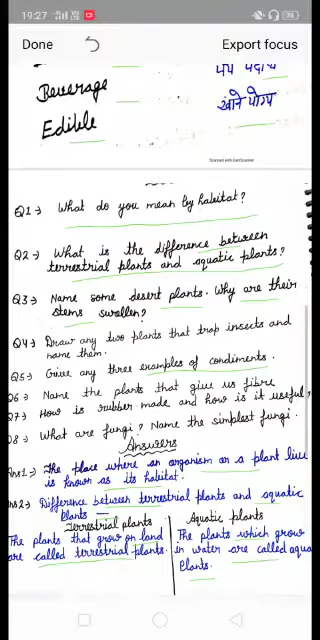 19:27
Done
Export focus
पेय पदार्थ
Beverage
खाने योग्य
Edible
Scanned with CamScanner
Q1→ What do you mean by habitat?
Q2→ What is the difference between
terrestrial plants and aquatic plants?
Q3→ Name some desert plants. Why are their
stems swollen?
Q4→ Draw any two plants that trap insects and
name them.
Q5→ Give any three examples of condiments.
Q6→ Name the plants that give us fibre
Q7→ How is rubber made and how is it useful?
Q8→ What are fungi? Name the simplest fungi.
Answers
Ans1→ The place where an organism or a plant live
is known as its habitat.
Ans2→ Difference between terrestrial plants and aquatic
plants —
Terrestrial plants
Aquatic plants
The plants that grow on land
are called terrestrial plants.
The plants which grow
in water are called aqua
Plants.